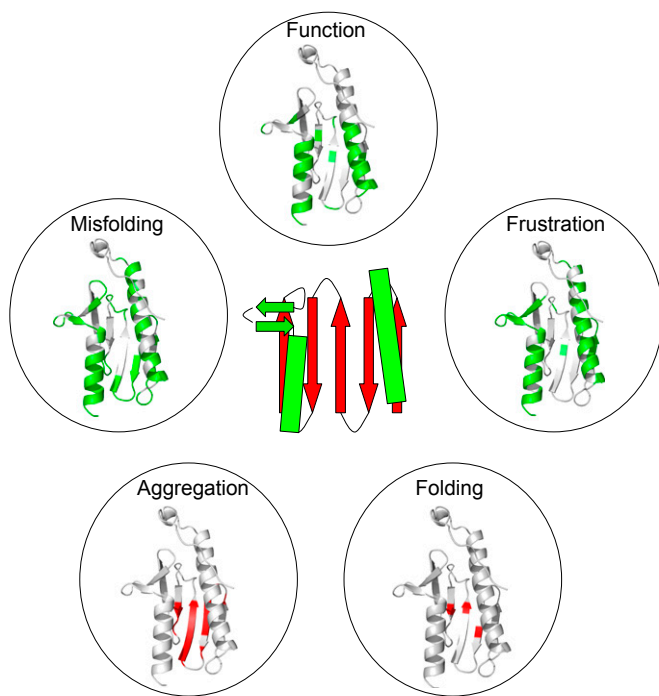 Function
Misfolding
Frustration
Aggregation
Folding